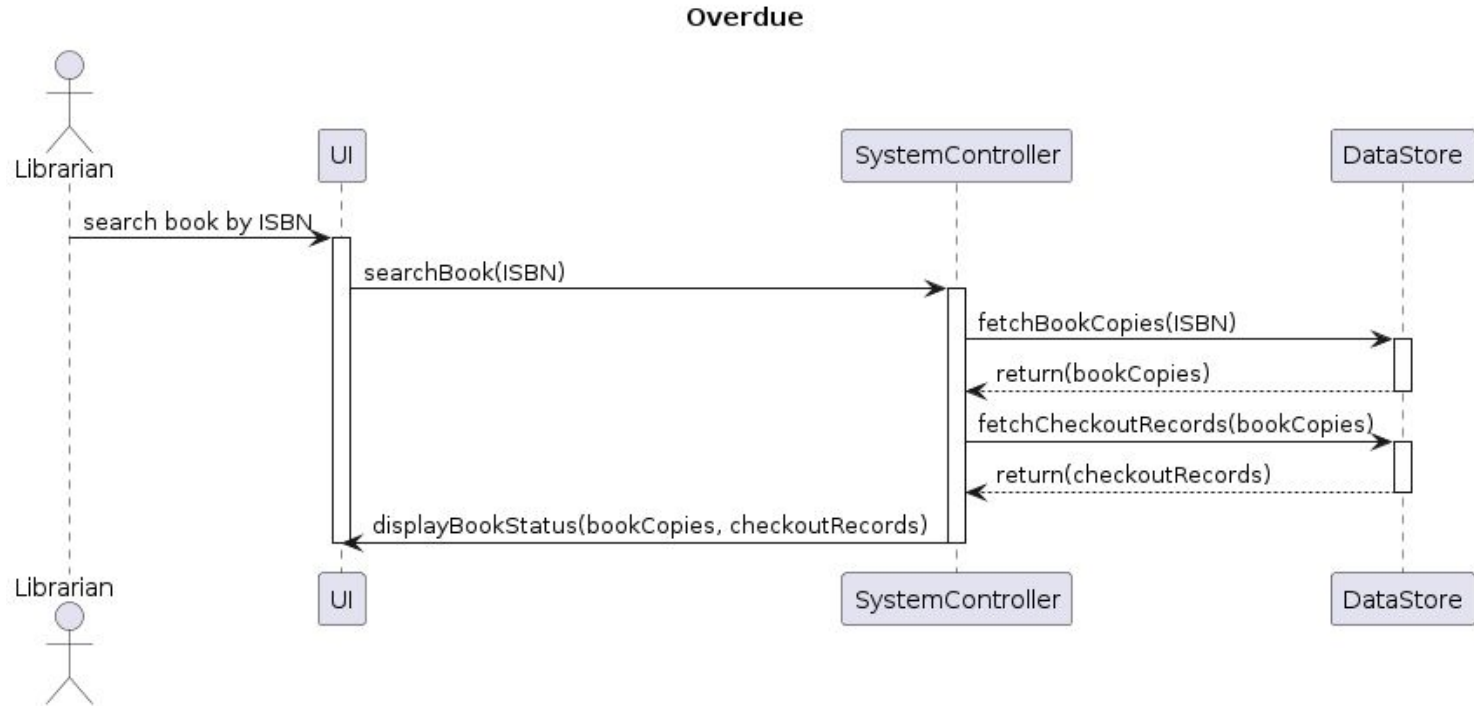 Overdue
Librarian
UI
SystemController
DataStore
search book by ISBN
searchBook(ISBN)
fetchBookCopies(ISBN)
return(bookCopies)
fetchCheckoutRecords(bookCopies)
return(checkoutRecords)
displayBookStatus(bookCopies, checkoutRecords)
Librarian
UI
SystemController
DataStore